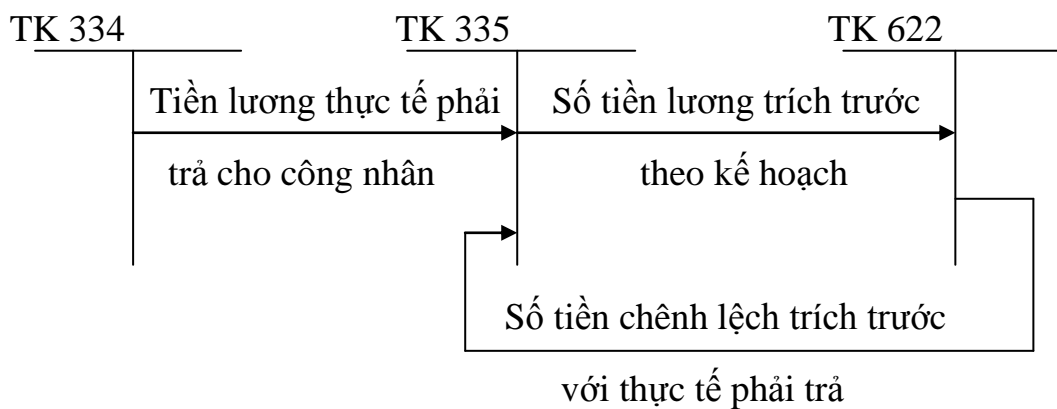 TK 334 TK 335 TK 622
Tiền lương thực tế phải Số tiền lương trích trước
trả cho công nhân theo kế hoạch
Số tiền chênh lệch trích trước
với thực tế phải trả